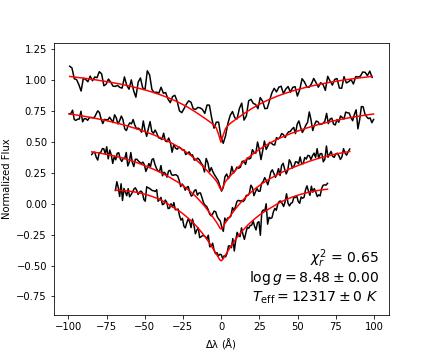 1.25
1.00
0.75
0.50
0.25
0.00
−0.25
−0.50
−0.75
Normalized Flux
χ²ᵣ = 0.65
log g = 8.48 ± 0.00
T_eff = 12317 ± 0 K
−100 −75 −50 −25 0 25 50 75 100
Δλ (Å)